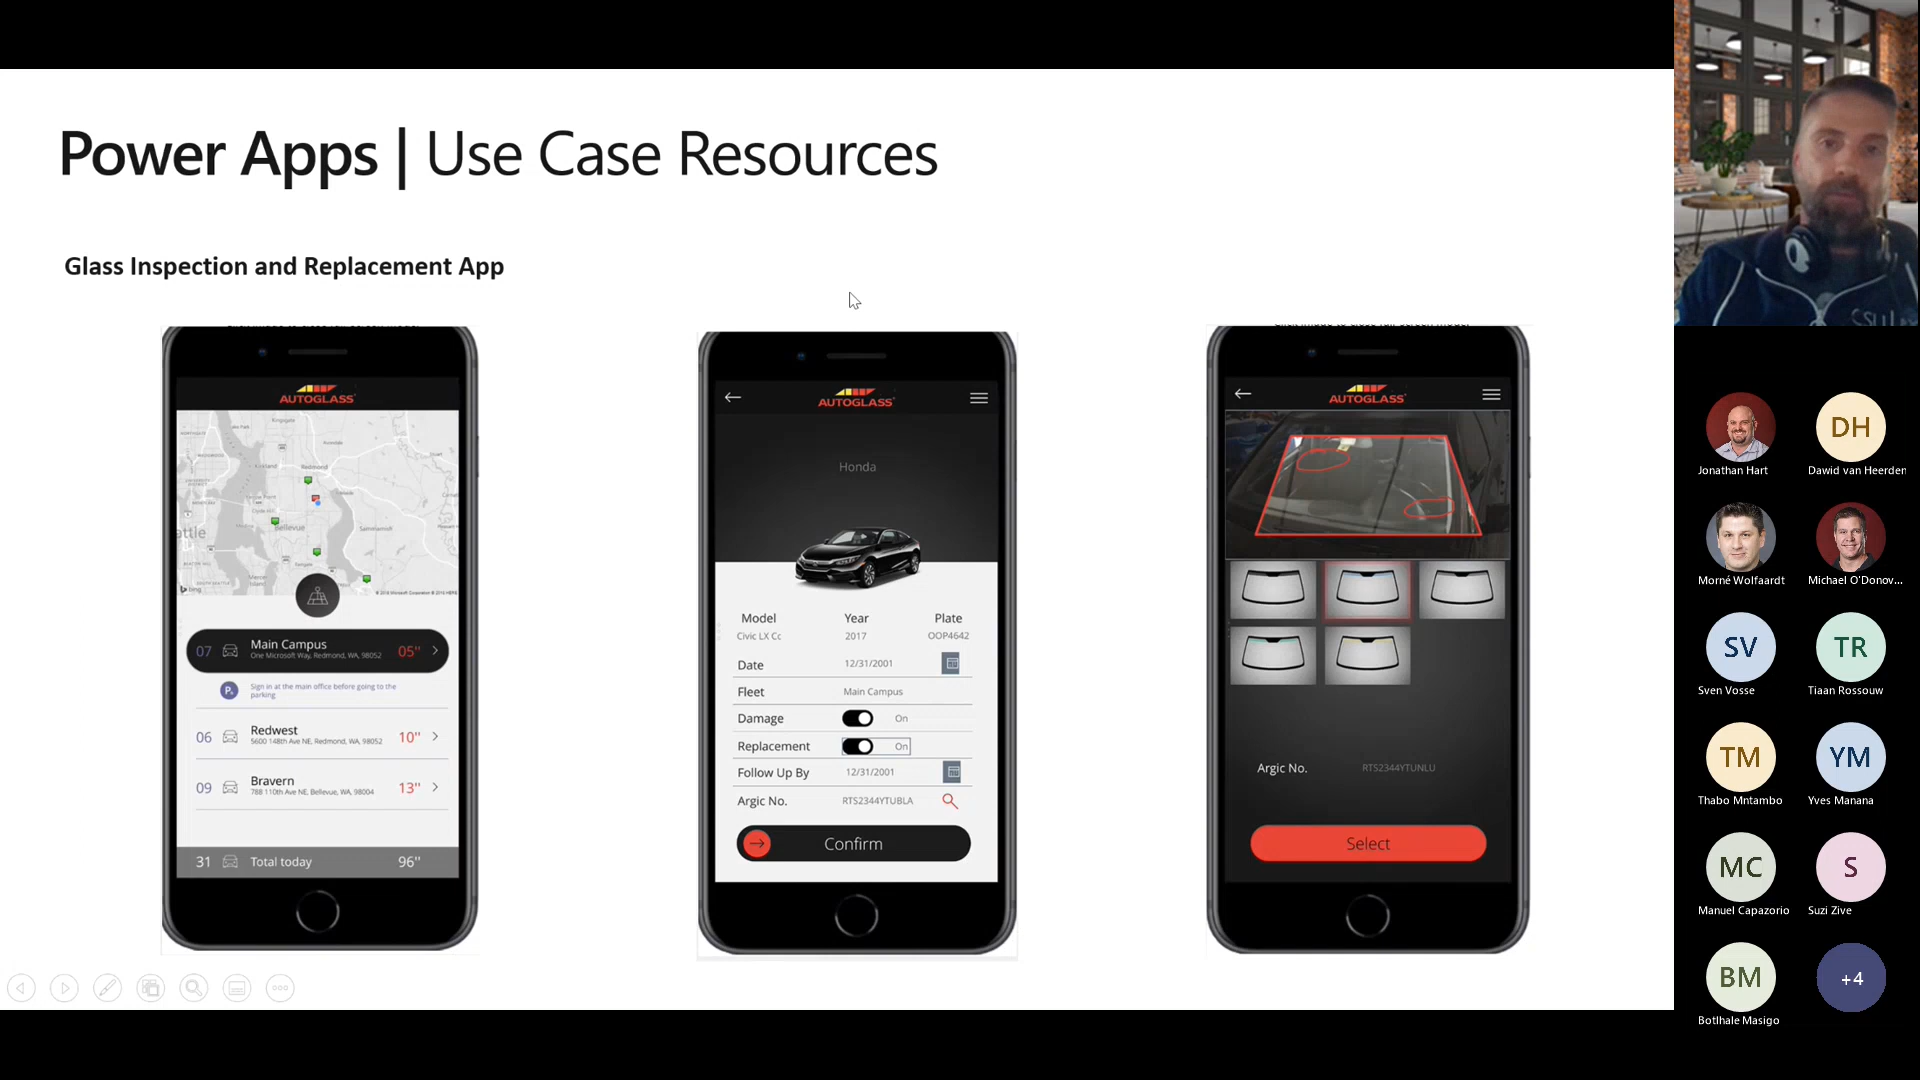 Power Apps | Use Case Resources
Glass Inspection and Replacement App
AUTOGLASS
Kirkland
Redmond
Bellevue
Sammamish
attle
bing
07 Main Campus 05"
One Microsoft Way, Redmond, WA, 98052
P
Sign in at the main office before going to the
parking
06 Redwest 10"
5600 148th Ave NE, Redmond, WA, 98052
09 Bravern 13"
788 110th Ave NE, Bellevue, WA, 98004
31 Total today 96"
AUTOGLASS
Honda
Model Year Plate
Civic LX Cc 2017 OOP4642
Date 12/31/2001
Fleet Main Campus
Damage On
Replacement On
Follow Up By 12/31/2001
Argic No. RTS2344YTUBLA
Confirm
AUTOGLASS
Argic No. RTS2344YTUNLU
Select
Jonathan Hart
DH
Dawid van Heerden
Morné Wolfaardt
Michael O'Donov...
SV
Sven Vosse
TR
Tiaan Rossouw
TM
Thabo Mntambo
YM
Yves Manana
MC
Manuel Capazorio
S
Suzi Zive
BM
Botlhale Masigo
+4